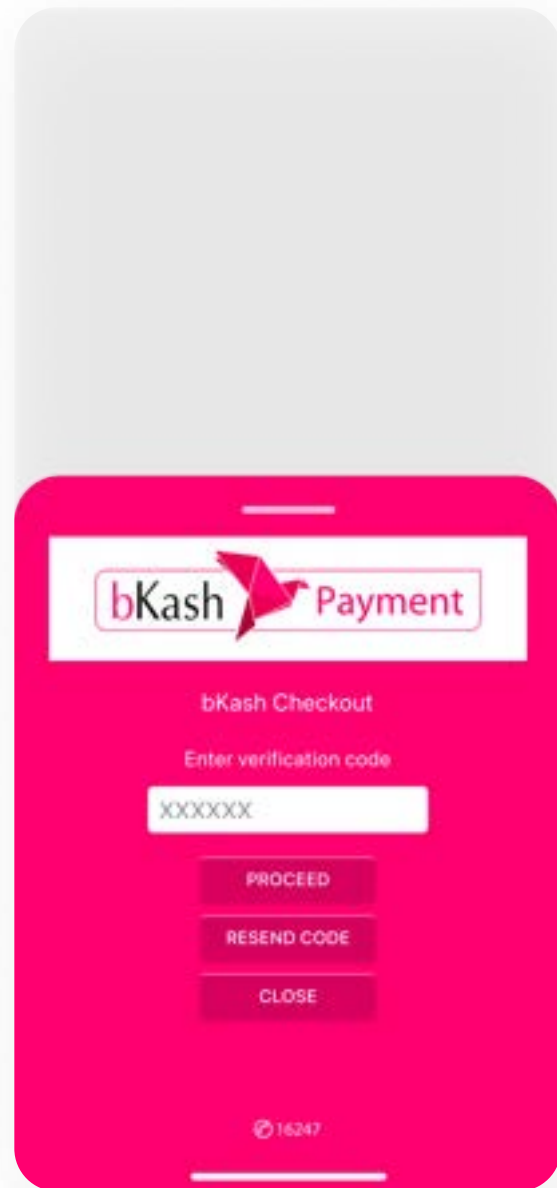 bKash Payment
bKash Checkout
Enter verification code
XXXXXX
PROCEED
RESEND CODE
CLOSE
✆ 16247